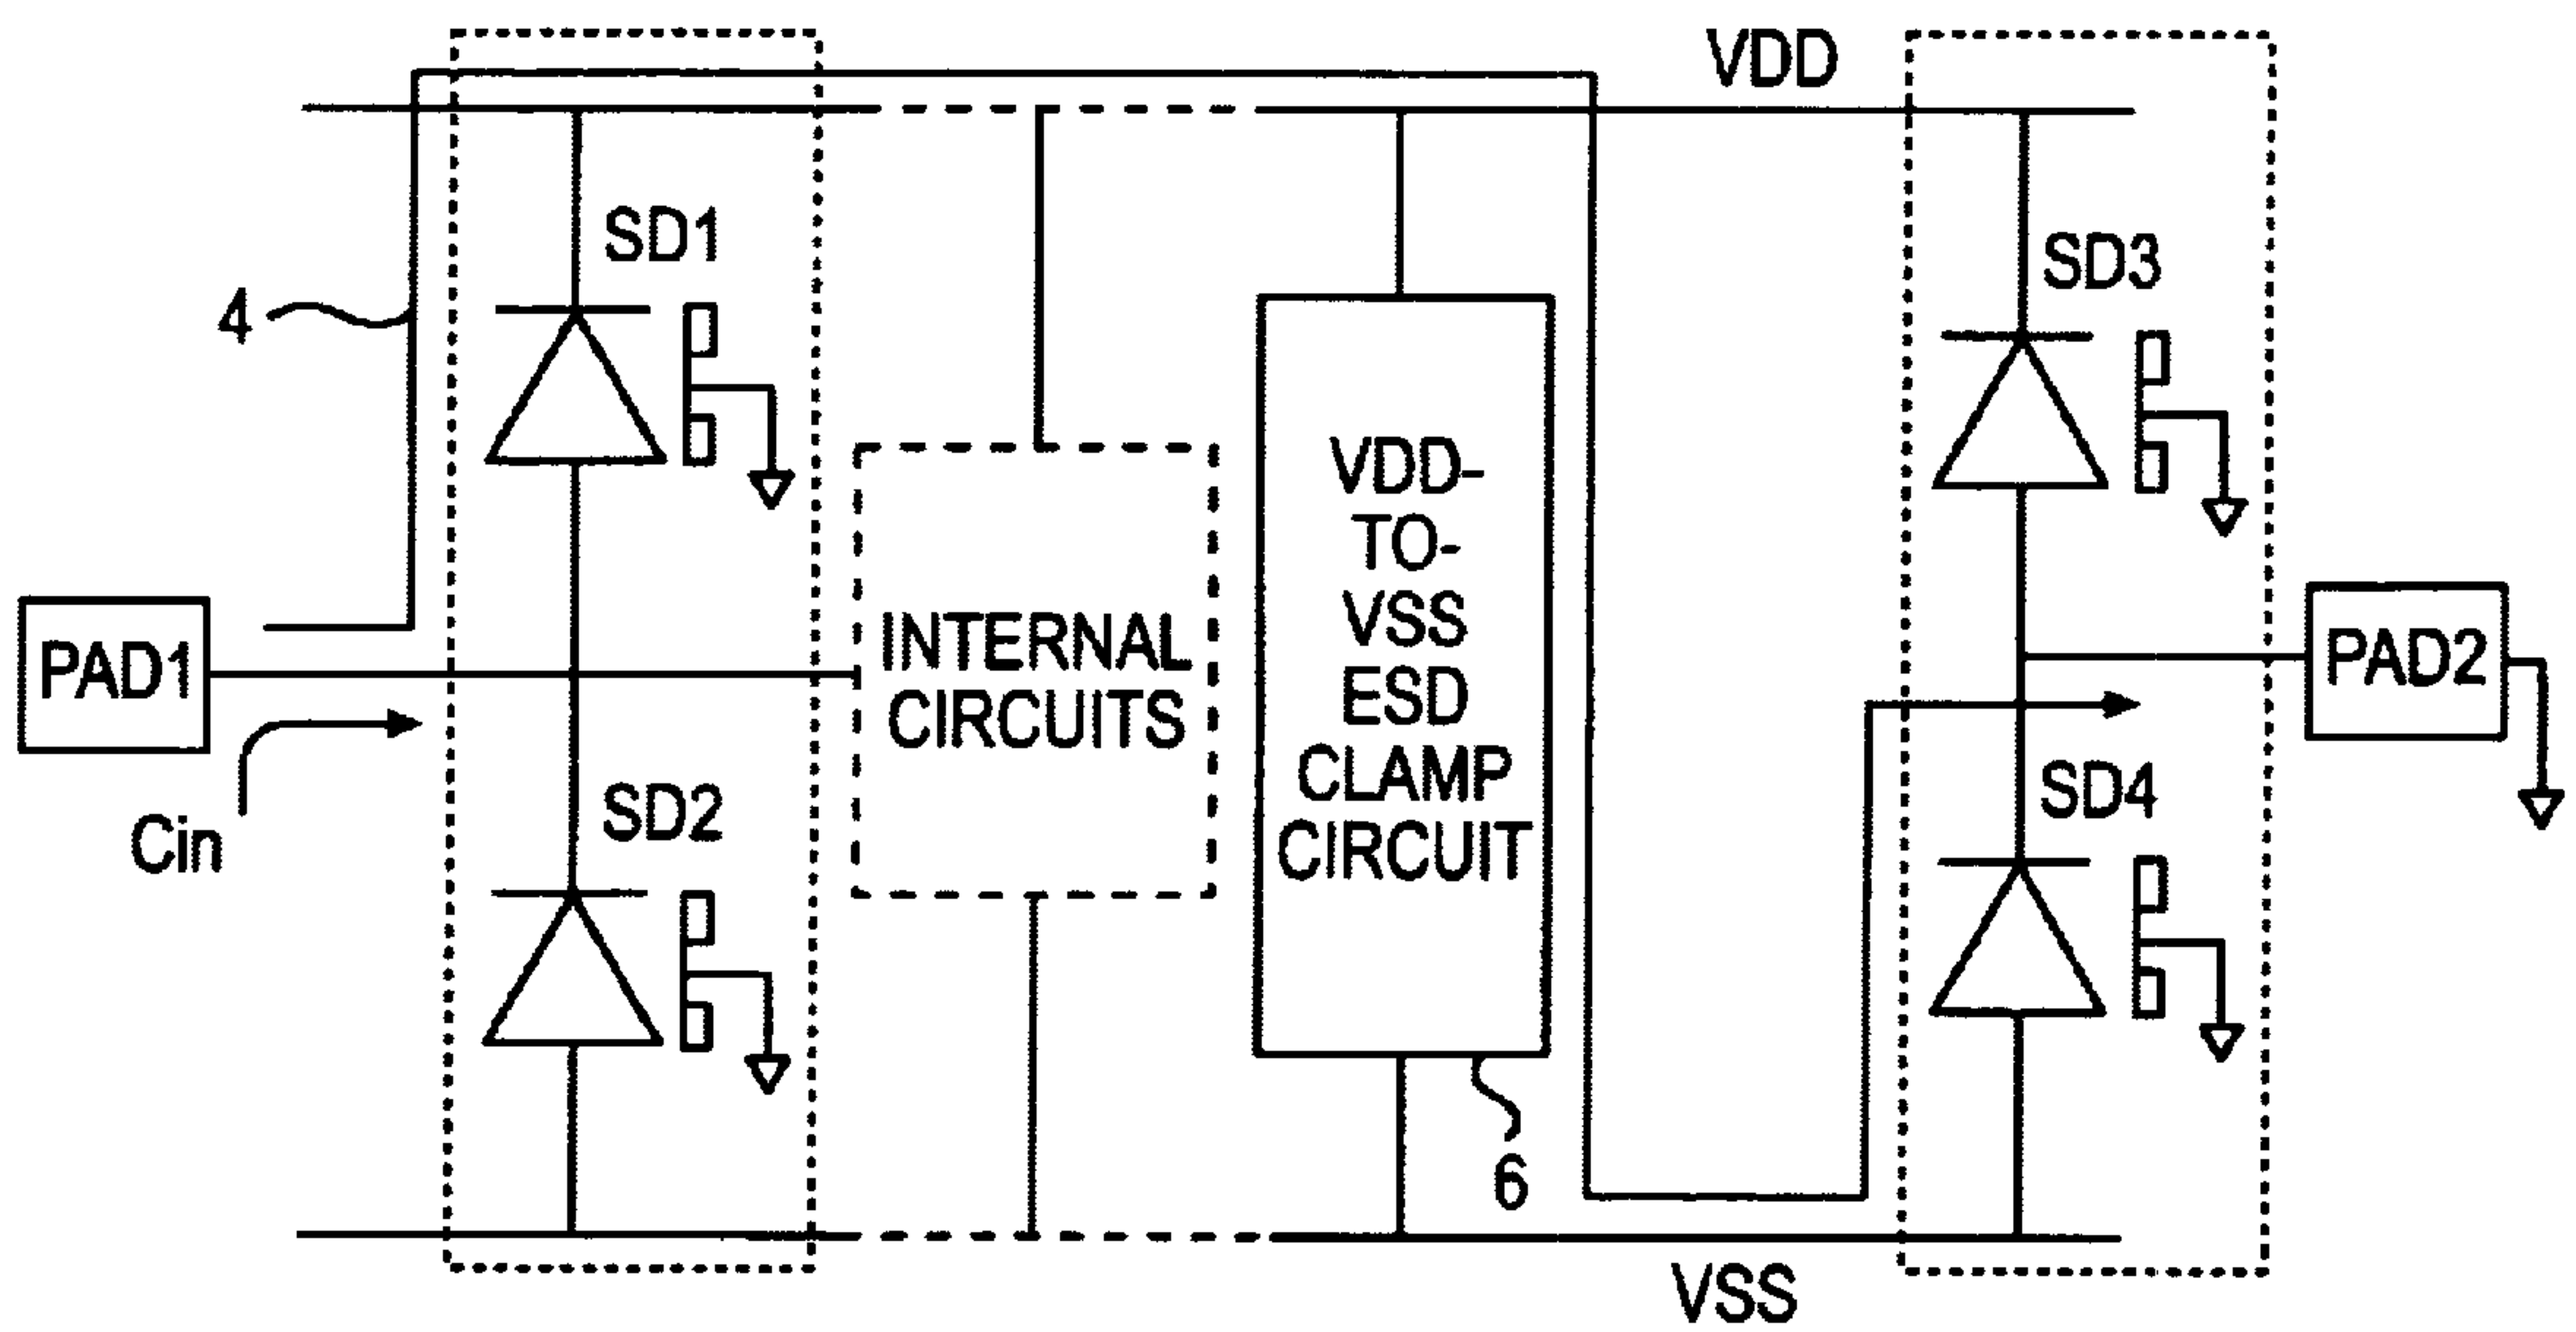 VDD
SD1
SD3
4
VDD-
TO-
VSS
ESD
CLAMP
CIRCUIT
INTERNAL
CIRCUITS
PAD1
PAD2
Cin
SD2
SD4
6
VSS